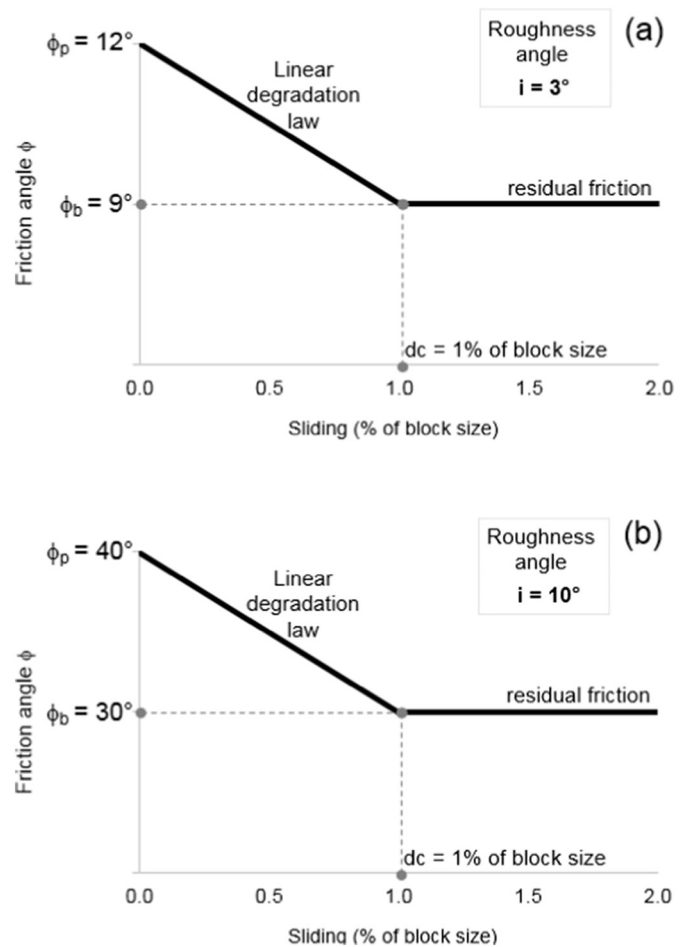 (a)
Roughness
angle
i = 3°
ϕp = 12°
Linear
degradation
law
residual friction
ϕb = 9°
Friction angle ϕ
dc = 1% of block size
0.0 0.5 1.0 1.5 2.0
Sliding (% of block size)
(b)
Roughness
angle
i = 10°
ϕp = 40°
Linear
degradation
law
residual friction
ϕb = 30°
Friction angle ϕ
dc = 1% of block size
0.0 0.5 1.0 1.5 2.0
Sliding (% of block size)